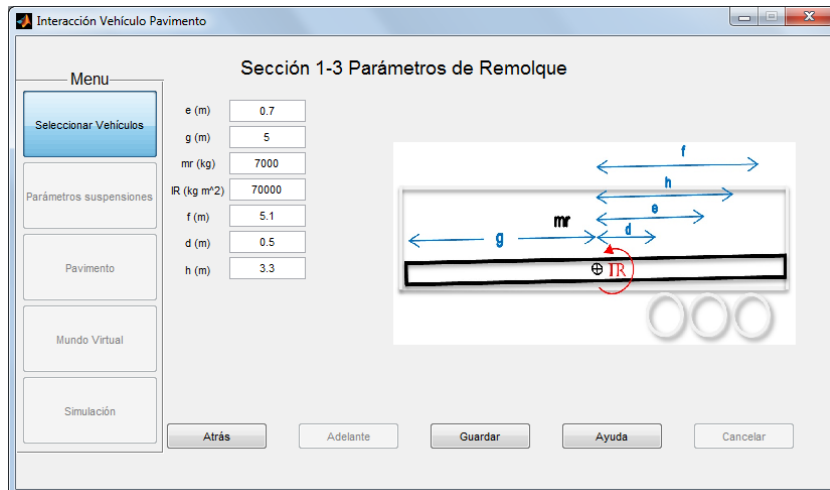 Interacción Vehículo Pavimento
Menu
Seleccionar Vehículos
Parámetros suspensiones
Pavimento
Mundo Virtual
Simulación
Sección 1-3 Parámetros de Remolque
e (m) 0.7
g (m) 5
mr (kg) 7000
IR (kg m^2) 70000
f (m) 5.1
d (m) 0.5
h (m) 3.3
f
h
e
mr
d
g
IR
Atrás Adelante Guardar Ayuda Cancelar